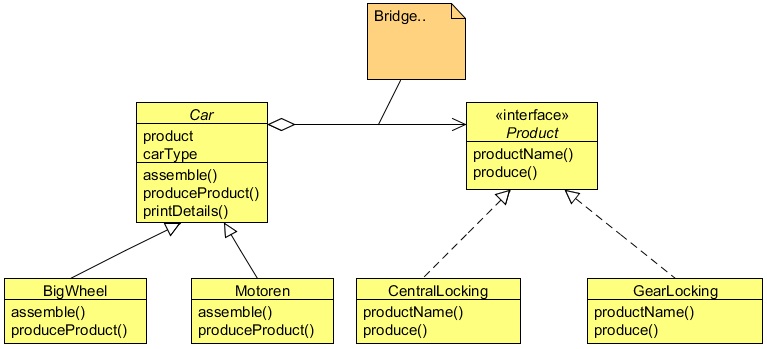 Bridge..
Car
product
carType
assemble()
produceProduct()
printDetails()
«interface»
Product
productName()
produce()
BigWheel
assemble()
produceProduct()
Motoren
assemble()
produceProduct()
CentralLocking
productName()
produce()
GearLocking
productName()
produce()